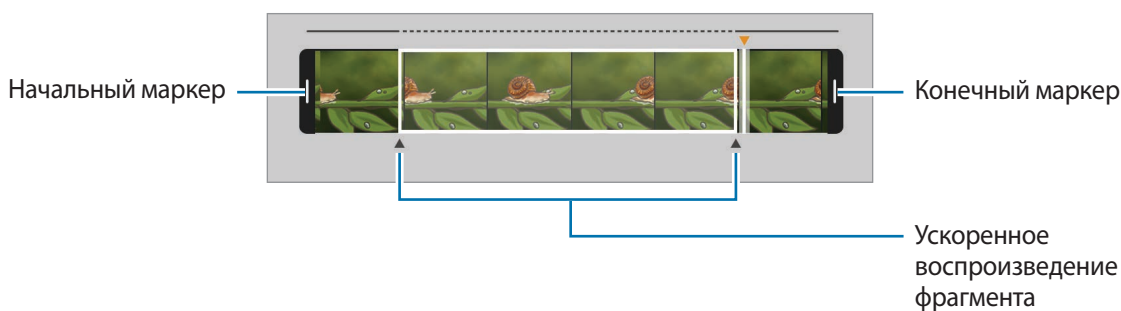 Начальный маркер
Конечный маркер
Ускоренное
воспроизведение
фрагмента